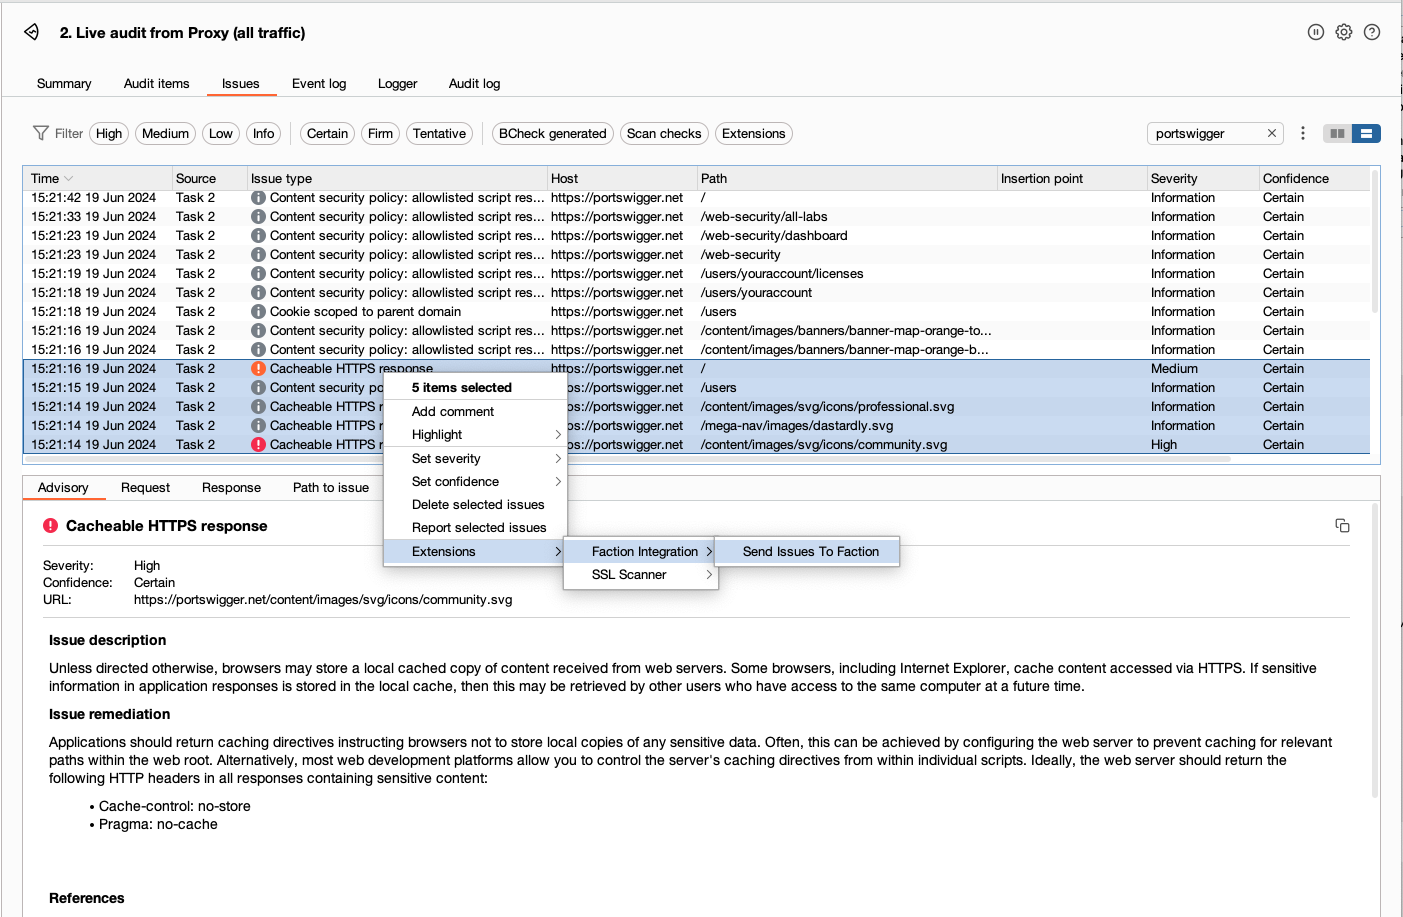 2. Live audit from Proxy (all traffic)
Summary Audit items Issues Event log Logger Audit log
Filter High Medium Low Info Certain Firm Tentative BCheck generated Scan checks Extensions portswigger
Time Source Issue type Host Path Insertion point Severity Confidence
15:21:42 19 Jun 2024 Task 2 Content security policy: allowlisted script res... https://portswigger.net / Information Certain
15:21:33 19 Jun 2024 Task 2 Content security policy: allowlisted script res... https://portswigger.net /web-security/all-labs Information Certain
15:21:23 19 Jun 2024 Task 2 Content security policy: allowlisted script res... https://portswigger.net /web-security/dashboard Information Certain
15:21:23 19 Jun 2024 Task 2 Content security policy: allowlisted script res... https://portswigger.net /web-security Information Certain
15:21:19 19 Jun 2024 Task 2 Content security policy: allowlisted script res... https://portswigger.net /users/youraccount/licenses Information Certain
15:21:18 19 Jun 2024 Task 2 Content security policy: allowlisted script res... https://portswigger.net /users/youraccount Information Certain
15:21:18 19 Jun 2024 Task 2 Cookie scoped to parent domain https://portswigger.net /users Information Certain
15:21:16 19 Jun 2024 Task 2 Content security policy: allowlisted script res... https://portswigger.net /content/images/banners/banner-map-orange-to... Information Certain
15:21:16 19 Jun 2024 Task 2 Content security policy: allowlisted script res... https://portswigger.net /content/images/banners/banner-map-orange-b... Information Certain
15:21:16 19 Jun 2024 Task 2 Cacheable HTTPS response https://portswigger.net / Medium Certain
15:21:15 19 Jun 2024 Task 2 Content security po ps://portswigger.net /users Information Certain
15:21:14 19 Jun 2024 Task 2 Cacheable HTTPS r ps://portswigger.net /content/images/svg/icons/professional.svg Information Certain
15:21:14 19 Jun 2024 Task 2 Cacheable HTTPS r ps://portswigger.net /mega-nav/images/dastardly.svg Information Certain
15:21:14 19 Jun 2024 Task 2 Cacheable HTTPS r ps://portswigger.net /content/images/svg/icons/community.svg High Certain
5 items selected
Add comment
Highlight
Set severity
Set confidence
Delete selected issues
Report selected issues
Extensions
Faction Integration
SSL Scanner
Send Issues To Faction
Advisory Request Response Path to issue
Cacheable HTTPS response
Severity: High
Confidence: Certain
URL: https://portswigger.net/content/images/svg/icons/community.svg
Issue description
Unless directed otherwise, browsers may store a local cached copy of content received from web servers. Some browsers, including Internet Explorer, cache content accessed via HTTPS. If sensitive
information in application responses is stored in the local cache, then this may be retrieved by other users who have access to the same computer at a future time.
Issue remediation
Applications should return caching directives instructing browsers not to store local copies of any sensitive data. Often, this can be achieved by configuring the web server to prevent caching for relevant
paths within the web root. Alternatively, most web development platforms allow you to control the server's caching directives from within individual scripts. Ideally, the web server should return the
following HTTP headers in all responses containing sensitive content:
• Cache-control: no-store
• Pragma: no-cache
References